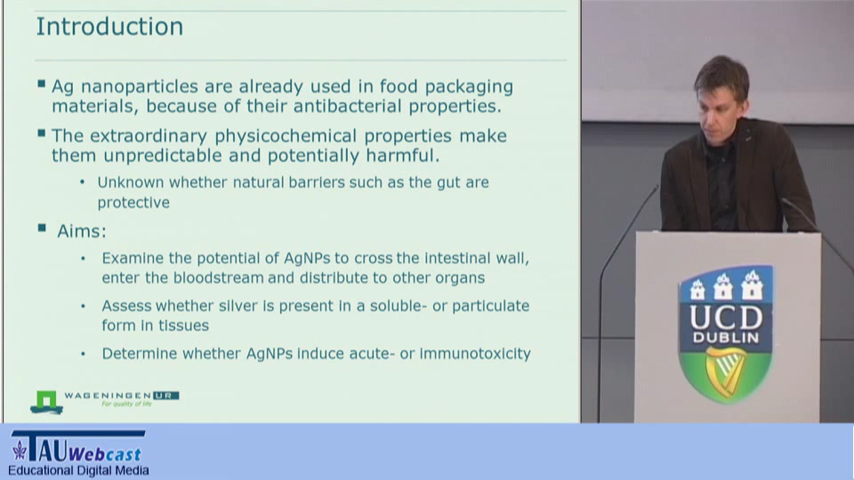 Introduction
Ag nanoparticles are already used in food packaging
materials, because of their antibacterial properties.
The extraordinary physicochemical properties make
them unpredictable and potentially harmful.
Unknown whether natural barriers such as the gut are
protective
Aims:
Examine the potential of AgNPs to cross the intestinal wall,
enter the bloodstream and distribute to other organs
Assess whether silver is present in a soluble- or particulate
form in tissues
Determine whether AgNPs induce acute- or immunotoxicity
WAGENINGEN UR
For quality of life
UCD
DUBLIN
TAU Webcast
Educational Digital Media